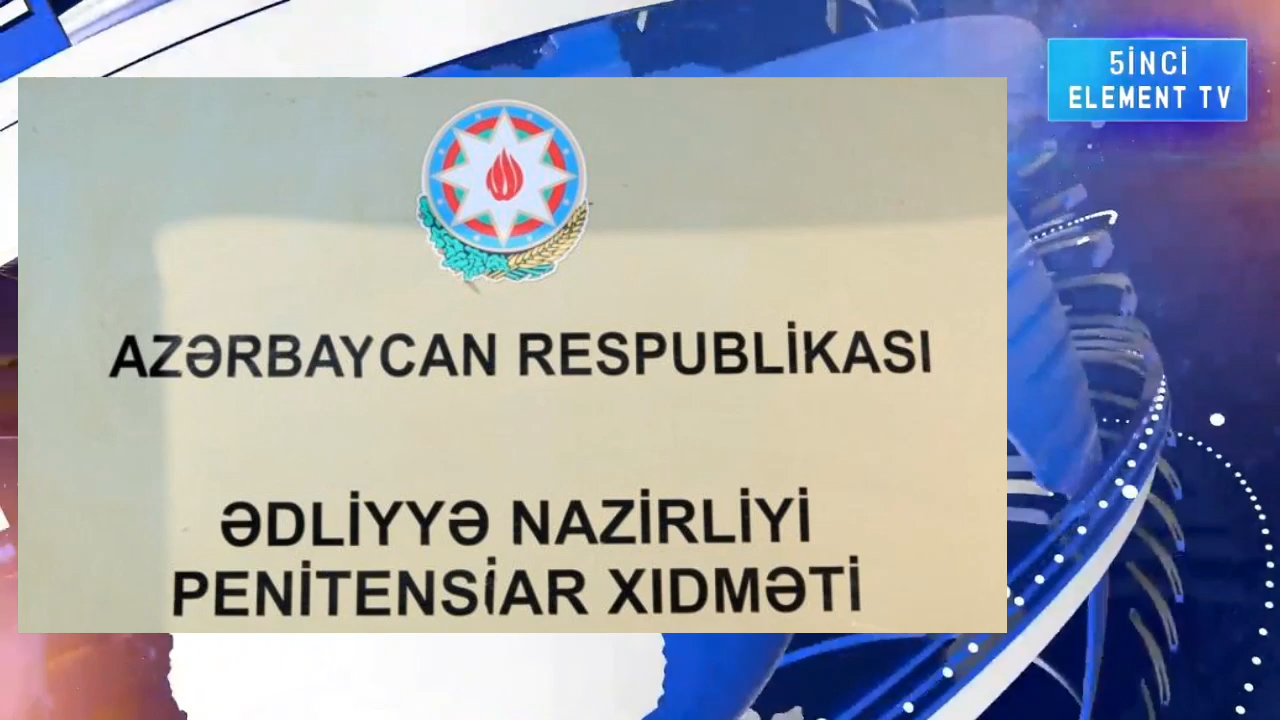 5İNCİ
ELEMENT TV
AZƏRBAYCAN RESPUBLİKASI
ƏDLİYYƏ NAZİRLİYİ
PENİTENSİAR XIDMƏTİ